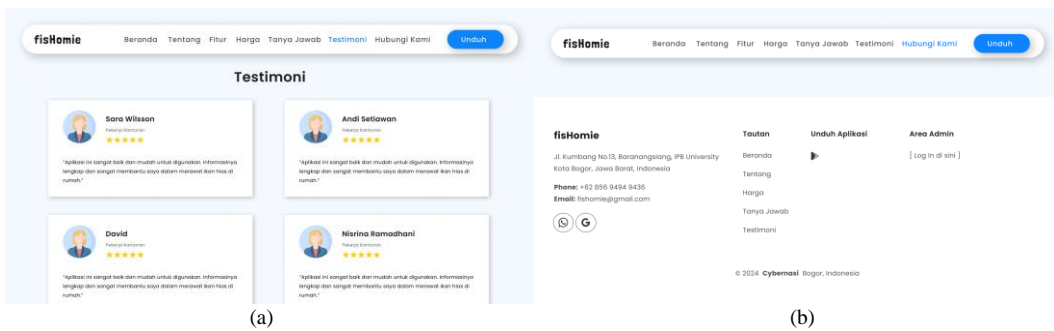 fisHomie
Beranda Tentang Fitur Harga Tanya Jawab Testimoni Hubungi Kami Unduh
Testimoni
Sara Wilsson
Pekerja Kantoran
"Aplikasi ini sangat baik dan mudah untuk digunakan. Informasinya
lengkap dan sangat membantu saya dalam merawat ikan hias di
rumah."
Andi Setiawan
Pekerja Kantoran
"Aplikasi ini sangat baik dan mudah untuk digunakan. Informasinya
lengkap dan sangat membantu saya dalam merawat ikan hias di
rumah."
David
Pekerja Kantoran
"Aplikasi ini sangat baik dan mudah untuk digunakan. Informasinya
lengkap dan sangat membantu saya dalam merawat ikan hias di
rumah."
Nisrina Ramadhani
Pekerja Kantoran
"Aplikasi ini sangat baik dan mudah untuk digunakan. Informasinya
lengkap dan sangat membantu saya dalam merawat ikan hias di
rumah."
(a)
fisHomie
Beranda Tentang Fitur Harga Tanya Jawab Testimoni Hubungi Kami Unduh
fisHomie
Jl. Kumbang No.13, Baranangsiang, IPB University
Kota Bogor, Jawa Barat, Indonesia
Phone: +62 856 9494 9436
Email: fishomie@gmail.com
G
Tautan
Beranda
Tentang
Harga
Tanya Jawab
Testimoni
Unduh Aplikasi
Area Admin
[ Log In di sini ]
© 2024 Cybernasi Bogor, Indonesia
(b)